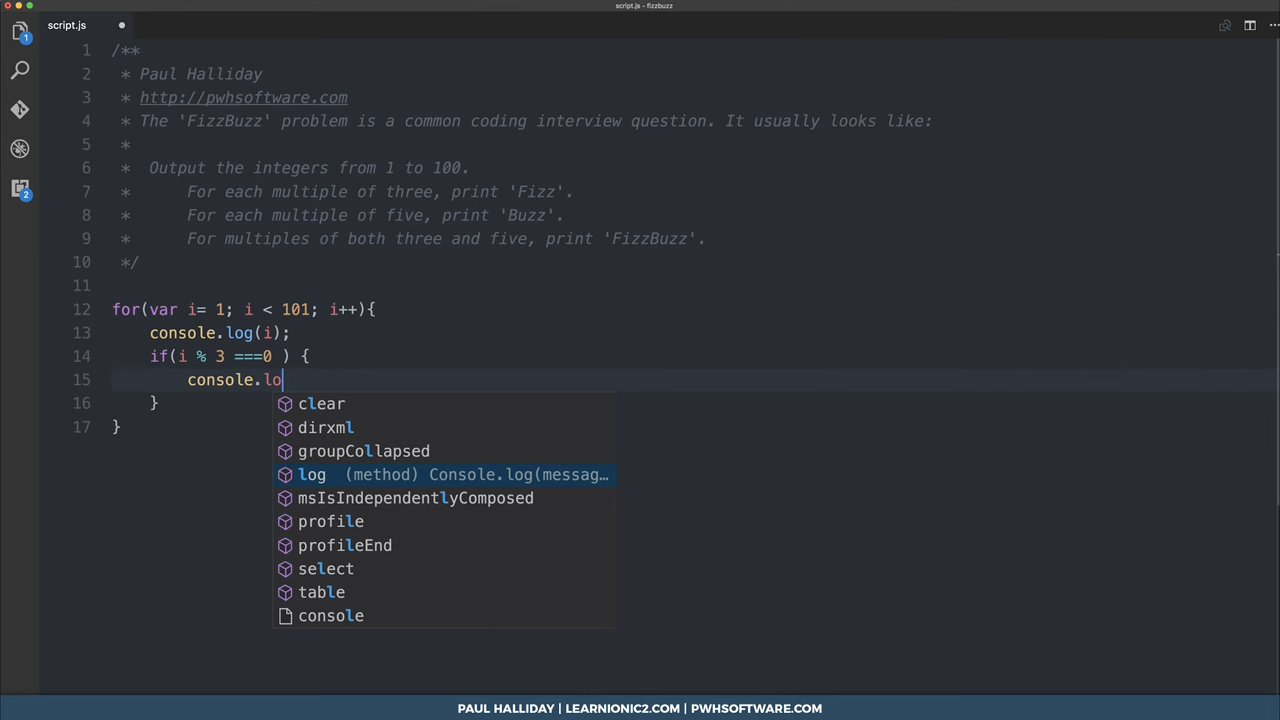 script.js - fizzbuzz
script.js
1 /**
2 * Paul Halliday
3 * http://pwhsoftware.com
4 * The 'FizzBuzz' problem is a common coding interview question. It usually looks like:
5 *
6 * Output the integers from 1 to 100.
7 * For each multiple of three, print 'Fizz'.
8 * For each multiple of five, print 'Buzz'.
9 * For multiples of both three and five, print 'FizzBuzz'.
10 */
11
12 for(var i= 1; i < 101; i++){
13 console.log(i);
14 if(i % 3 ===0 ) {
15 console.lo
16 }
17 }
clear
dirxml
groupCollapsed
log (method) Console.log(messag…
msIsIndependentlyComposed
profile
profileEnd
select
table
console
1
2
PAUL HALLIDAY | LEARNIONIC2.COM | PWHSOFTWARE.COM